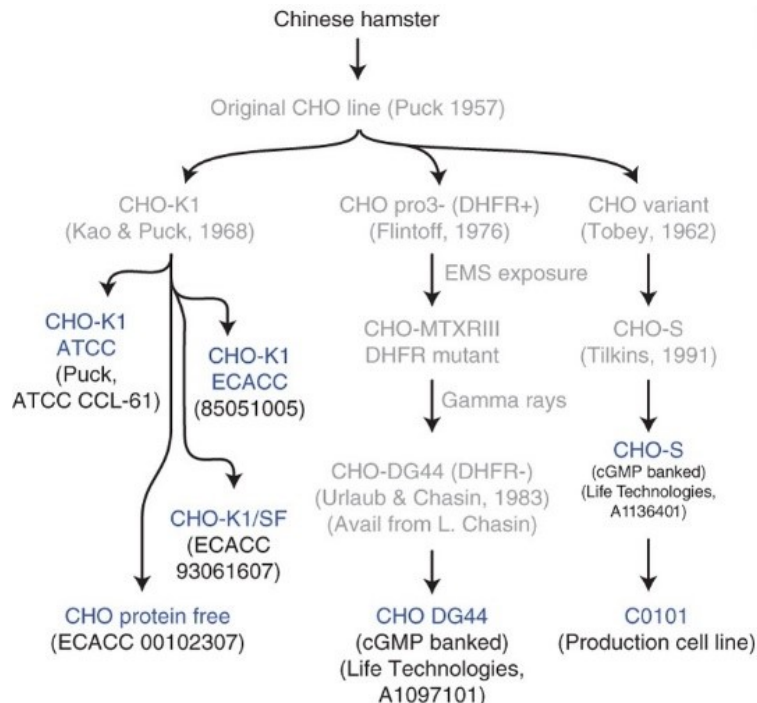 Chinese hamster
Original CHO line (Puck 1957)
CHO-K1
(Kao & Puck, 1968)
CHO pro3- (DHFR+)
(Flintoff, 1976)
CHO variant
(Tobey, 1962)
EMS exposure
CHO-K1
ATCC
(Puck,
ATCC CCL-61)
CHO-K1
ECACC
(85051005)
CHO-MTXRIII
DHFR mutant
CHO-S
(Tilkins, 1991)
Gamma rays
CHO-K1/SF
(ECACC
93061607)
CHO-DG44 (DHFR-)
(Urlaub & Chasin, 1983)
(Avail from L. Chasin)
CHO-S
(cGMP banked)
(Life Technologies,
A1136401)
CHO protein free
(ECACC 00102307)
CHO DG44
(cGMP banked)
(Life Technologies,
A1097101)
C0101
(Production cell line)